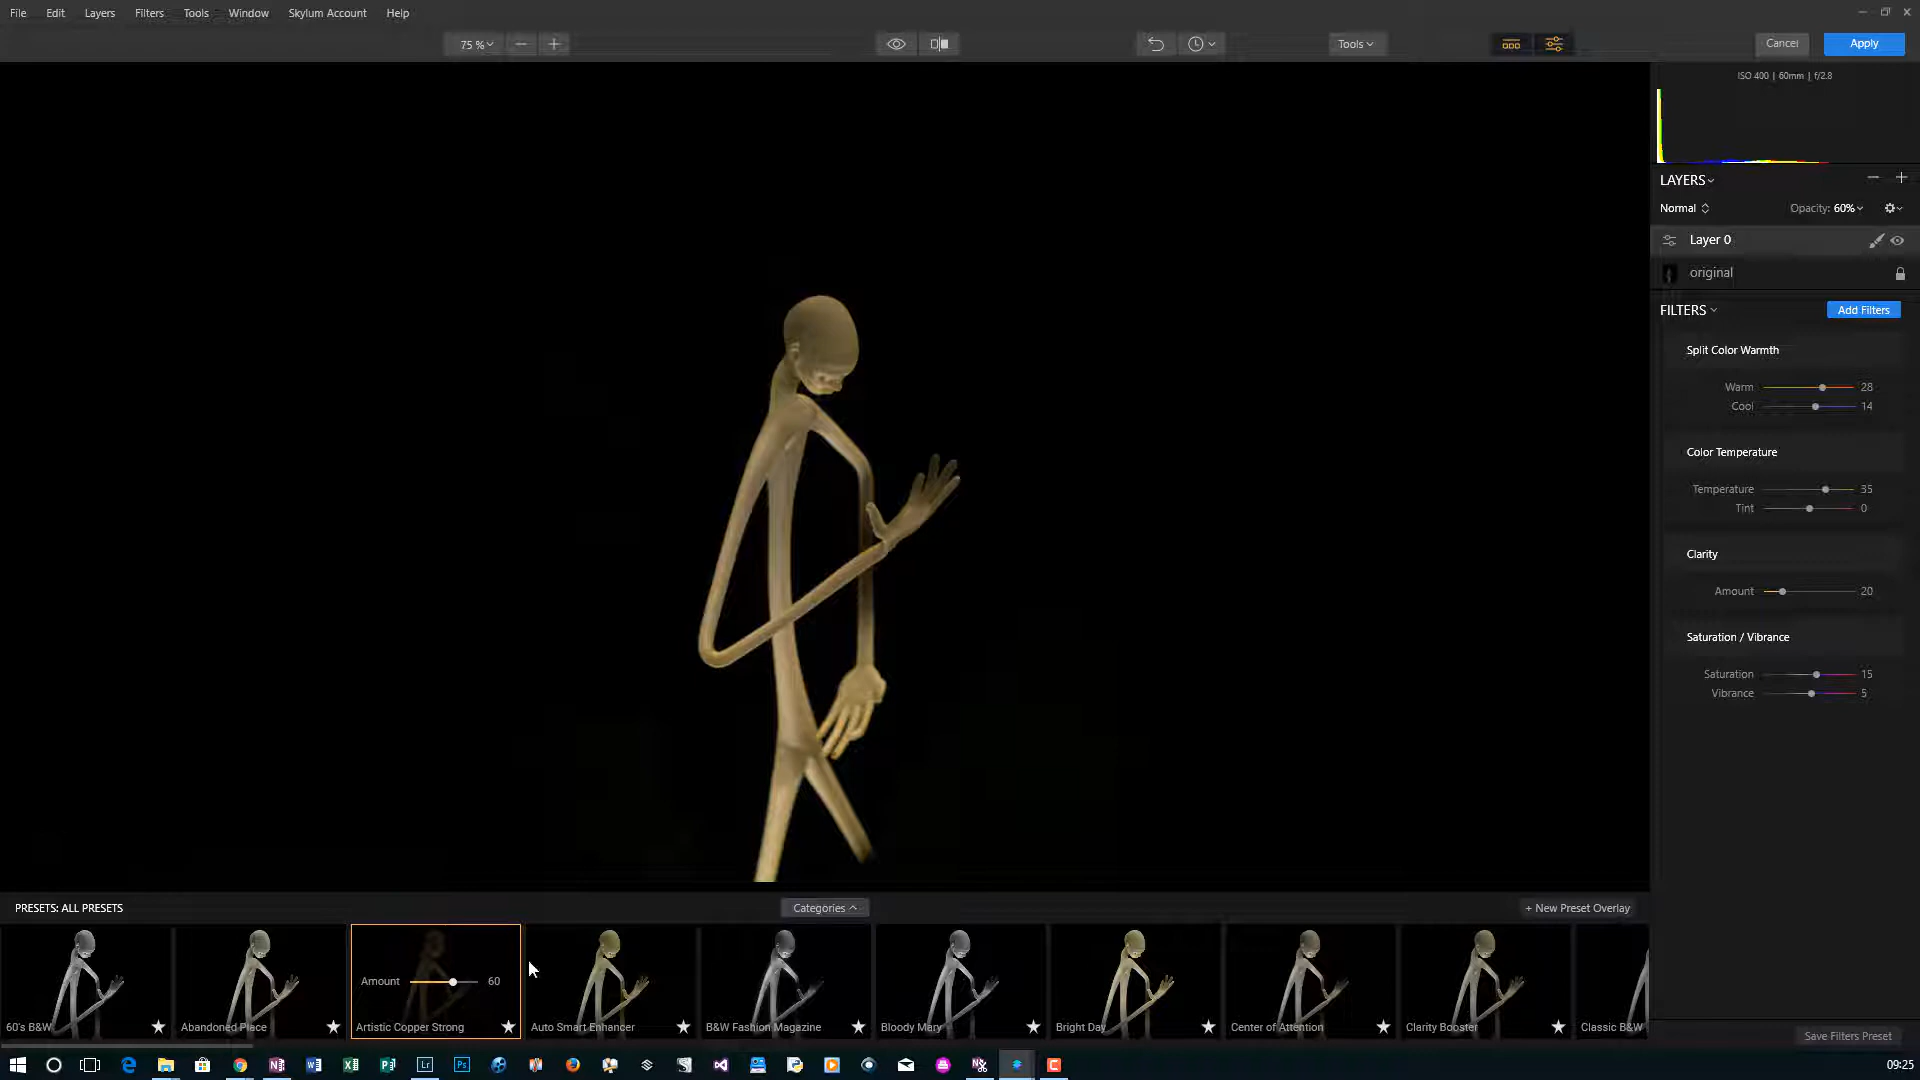 File Edit Layers Filters Tools Window Skylum Account Help
75 % Tools Cancel Apply
ISO 400 | 60mm | f/2.8
LAYERS
Normal Opacity: 60%
Layer 0
original
FILTERS Add Filters
Split Color Warmth
Warm 28
Cool 14
Color Temperature
Temperature 35
Tint 0
Clarity
Amount 20
Saturation / Vibrance
Saturation 15
Vibrance 5
PRESETS: ALL PRESETS Categories + New Preset Overlay
Amount 60
60's B&W Abandoned Place Artistic Copper Strong Auto Smart Enhancer B&W Fashion Magazine Bloody Mary Bright Day Center of Attention Clarity Booster Classic B&W
Save Filters Preset
Lr Ps
09:25